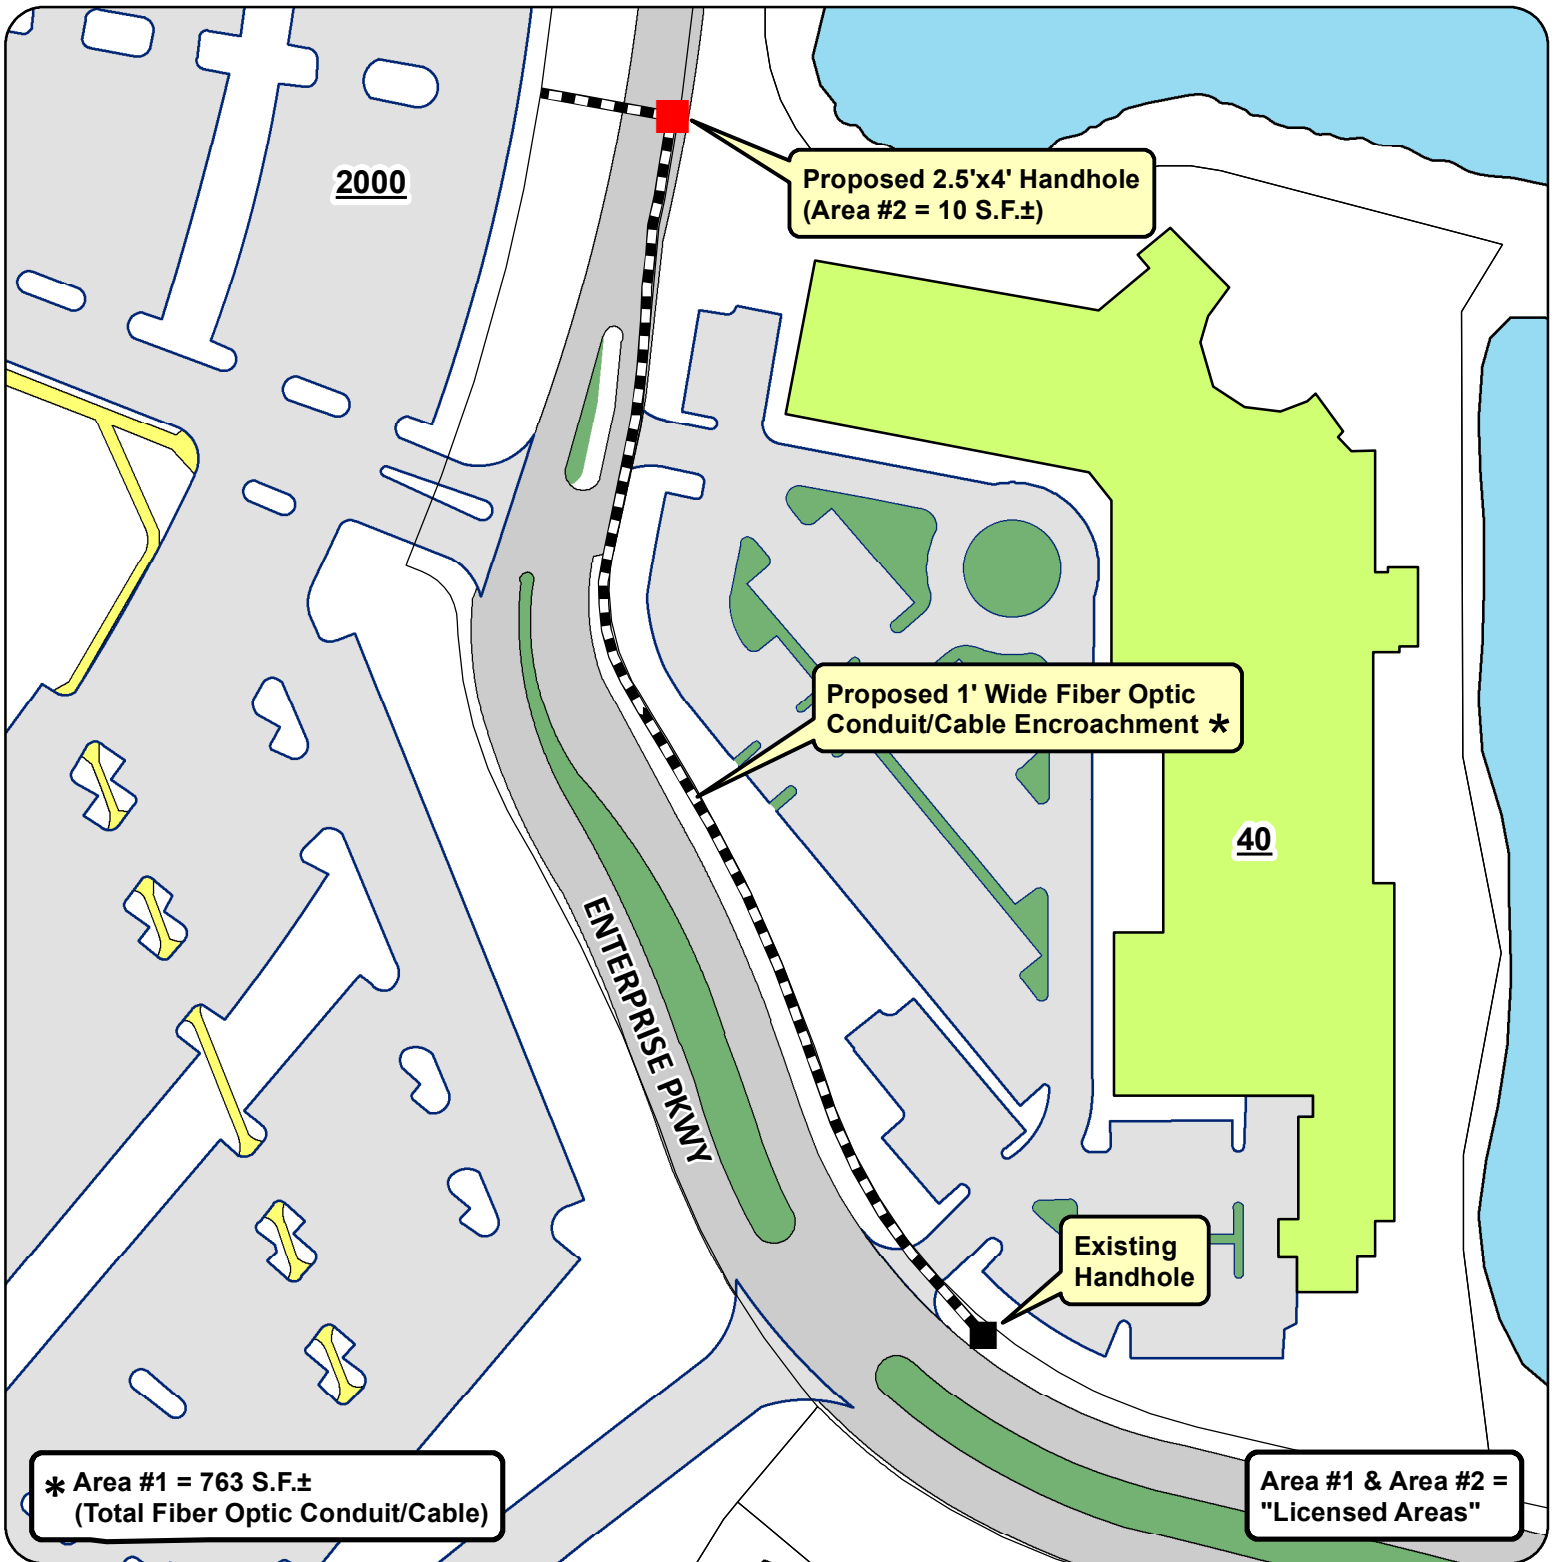 2000
Proposed 2.5'x4' Handhole
(Area #2 = 10 S.F.±)
Proposed 1' Wide Fiber Optic
Conduit/Cable Encroachment *
40
ENTERPRISE PKWY
Existing
Handhole
* Area #1 = 763 S.F.±
(Total Fiber Optic Conduit/Cable)
Area #1 & Area #2 =
"Licensed Areas"